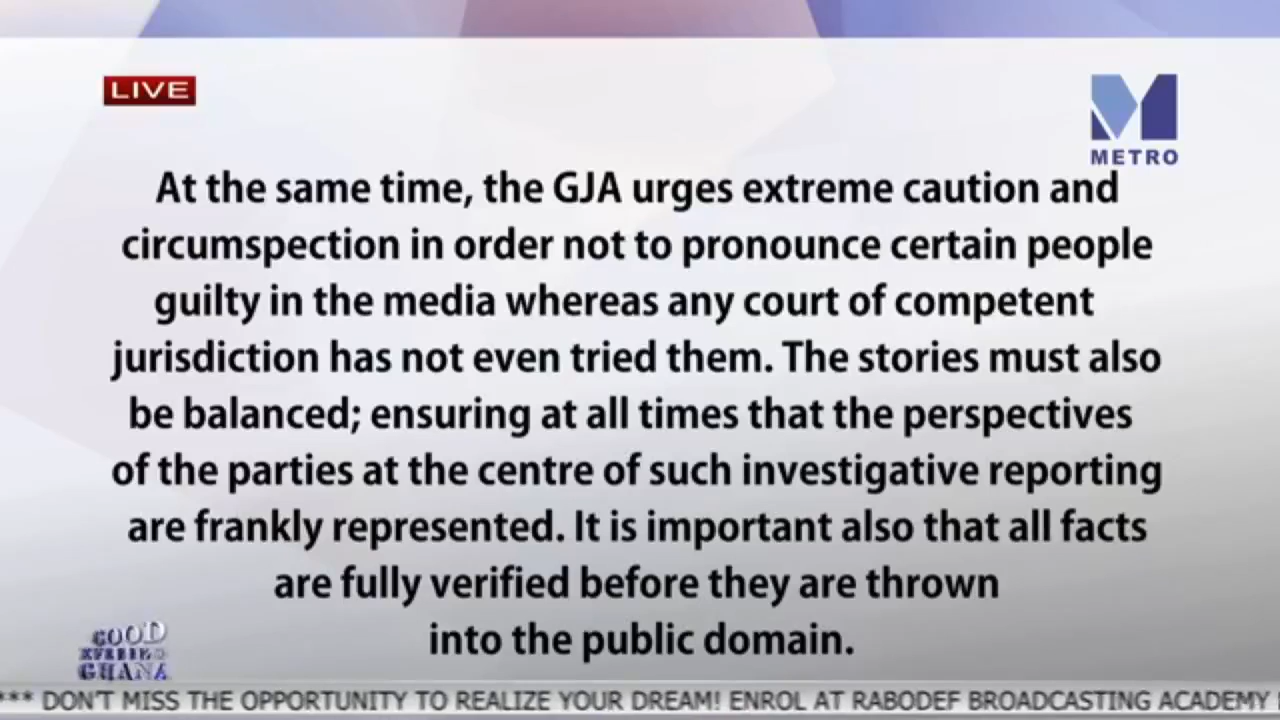 LIVE
METRO
At the same time, the GJA urges extreme caution and
circumspection in order not to pronounce certain people
guilty in the media whereas any court of competent
jurisdiction has not even tried them. The stories must also
be balanced; ensuring at all times that the perspectives
of the parties at the centre of such investigative reporting
are frankly represented. It is important also that all facts
are fully verified before they are thrown
into the public domain.
GOOD
EVENING
GHANA
*** DON'T MISS THE OPPORTUNITY TO REALIZE YOUR DREAM! ENROL AT RABODEF BROADCASTING ACADEMY